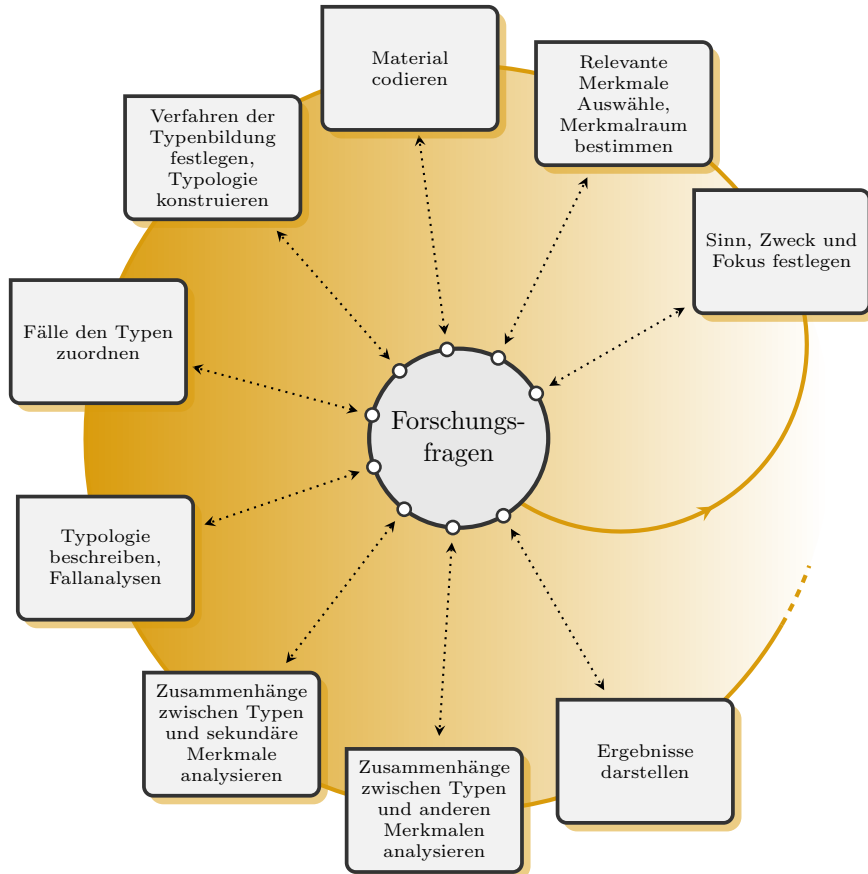 Material
codieren
Relevante
Merkmale
Auswähle,
Merkmalraum
bestimmen
Verfahren der
Typenbildung
festlegen,
Typologie
konstruieren
Sinn, Zweck und
Fokus festlegen
Fälle den Typen
zuordnen
Forschungs-
fragen
Typologie
beschreiben,
Fallanalysen
Zusammenhänge
zwischen Typen
und sekundäre
Merkmale
analysieren
Zusammenhänge
zwischen Typen
und anderen
Merkmalen
analysieren
Ergebnisse
darstellen